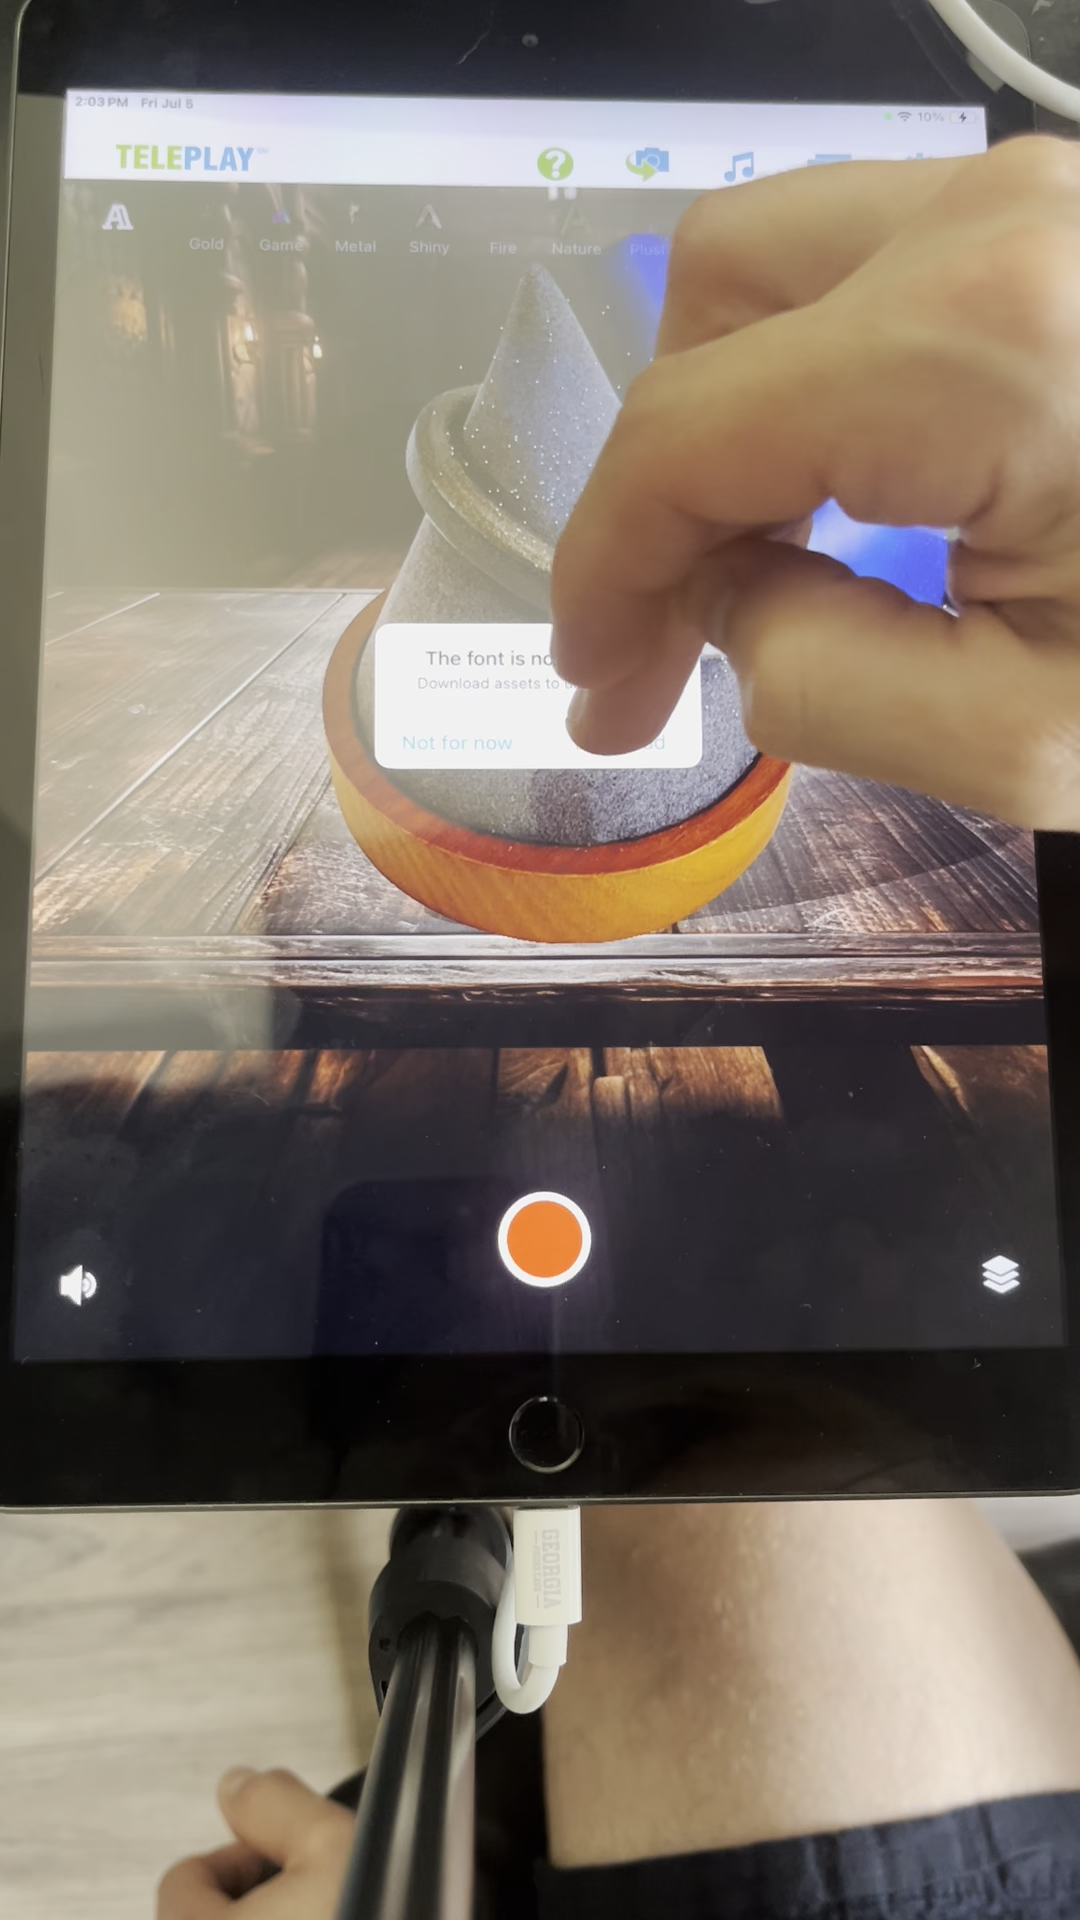 2:03 PM Fri Jul 5
10%
TELEPLAY
A
Gold Game Metal Shiny Fire Nature Plush
The font is
Download assets to
Not for now
GEORGIA